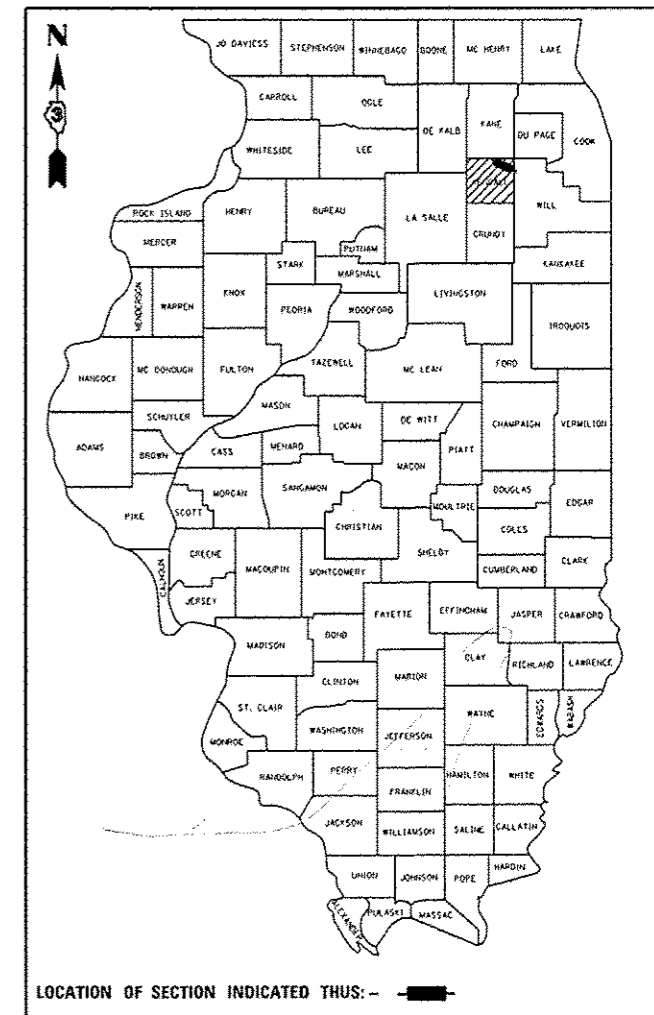 N
JO DAVIESS STEPHENSON WINNEBAGO BOONE MC HENRY LAKE
CARROLL OGLE DE KALB KANE DU PAGE COOK
WHITESIDE LEE
KENDALL WILL
ROCK ISLAND HENRY BUREAU LA SALLE
MERCER PUTNAM GRUNDY
STARK MARSHALL KANKAKEE
HENDERSON WARREN KNOX PEORIA WOODFORD LIVINGSTON
IROQUOIS
HANCOCK MC DONOUGH FULTON TAZEWELL MC LEAN FORD
MASON
SCHUYLER LOGAN DE WITT CHAMPAIGN VERMILION
ADAMS BROWN CASS MENARD PIATT
MACON
MORGAN SANGAMON DOUGLAS
PIKE SCOTT MOULTRIE EDGAR
CHRISTIAN COLES
GREENE SHELBY
CALHOUN MACOUPIN MONTGOMERY CUMBERLAND CLARK
JERSEY
FAYETTE EFFINGHAM JASPER CRAWFORD
MADISON BOND
CLAY RICHLAND LAWRENCE
CLINTON MARION
ST. CLAIR WAYNE EDWARDS WABASH
WASHINGTON JEFFERSON
MONROE
RANDOLPH PERRY HAMILTON WHITE
FRANKLIN
JACKSON WILLIAMSON SALINE GALLATIN
HARDIN
UNION JOHNSON POPE
ALEXANDER PULASKI MASSAC
LOCATION OF SECTION INDICATED THUS: -